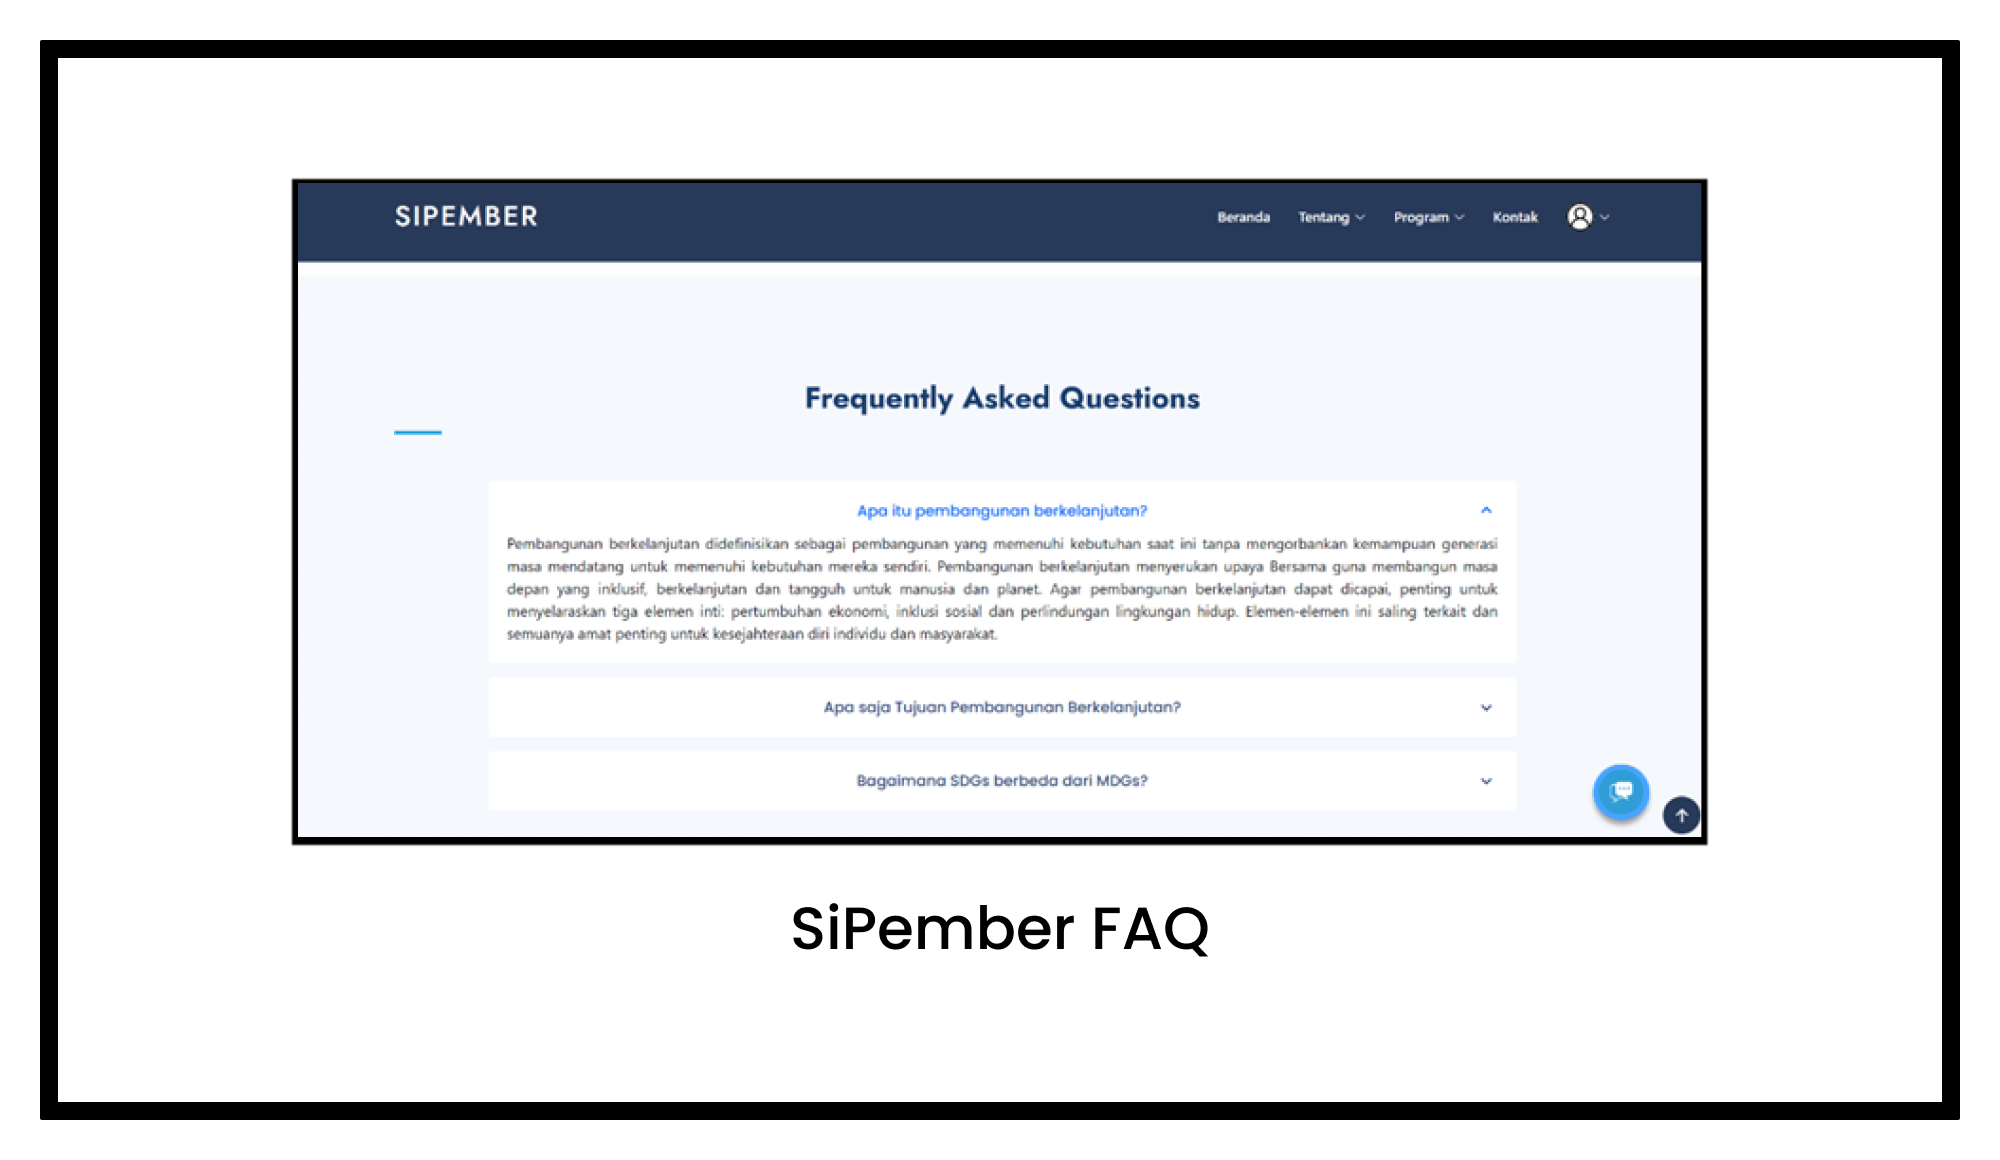 SIPEMBER
Beranda Tentang Program Kontak
Frequently Asked Questions
Apa itu pembangunan berkelanjutan?
Pembangunan berkelanjutan didefinisikan sebagai pembangunan yang memenuhi kebutuhan saat ini tanpa mengorbankan kemampuan generasi
masa mendatang untuk memenuhi kebutuhan mereka sendiri. Pembangunan berkelanjutan menyerukan upaya Bersama guna membangun masa
depan yang inklusif, berkelanjutan dan tangguh untuk manusia dan planet. Agar pembangunan berkelanjutan dapat dicapai, penting untuk
menyelaraskan tiga elemen inti: pertumbuhan ekonomi, inklusi sosial dan perlindungan lingkungan hidup. Elemen-elemen ini saling terkait dan
semuanya amat penting untuk kesejahteraan diri individu dan masyarakat.
Apa saja Tujuan Pembangunan Berkelanjutan?
Bagaimana SDGs berbeda dari MDGs?
SiPember FAQ